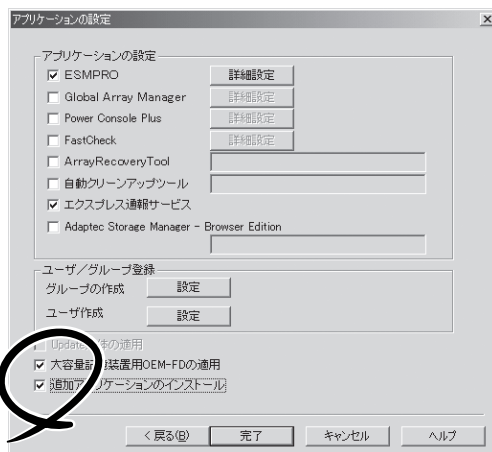 アプリケーションの設定
アプリケーションの設定
ESMPRO 詳細設定
Global Array Manager 詳細設定
Power Console Plus 詳細設定
FastCheck 詳細設定
ArrayRecoveryTool
自動クリーンアップツール
エクスプレス通報サービス
Adaptec Storage Manager - Browser Edition
ユーザ/グループ登録
グループの作成 設定
ユーザ作成 設定
Update の適用
大容量記 装置用OEM-FDの適用
追加ア リケーションのインストール
< 戻る(B) 完了 キャンセル ヘルプ